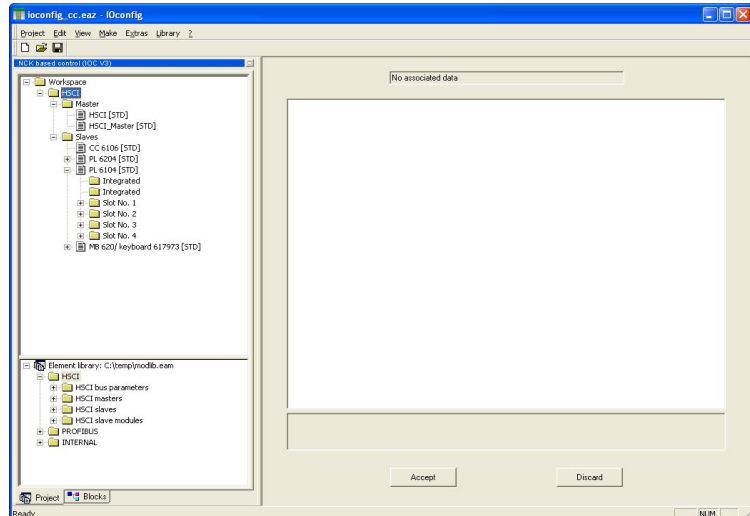 ioconfig_cc.eaz - IOconfig
Project Edit View Make Extras Library ?
NCK based control (IOC V3)
Workspace
HSCI
Master
HSCI [STD]
HSCI_Master [STD]
Slaves
CC 6106 [STD]
PL 6204 [STD]
PL 6104 [STD]
Integrated
Integrated
Slot No. 1
Slot No. 2
Slot No. 3
Slot No. 4
MB 620/ keyboard 617973 [STD]
Element library: C:\temp\modlib.eam
HSCI
HSCI bus parameters
HSCI masters
HSCI slaves
HSCI slave modules
PROFIBUS
INTERNAL
Project Blocks
No associated data
Accept Discard
Ready NUM